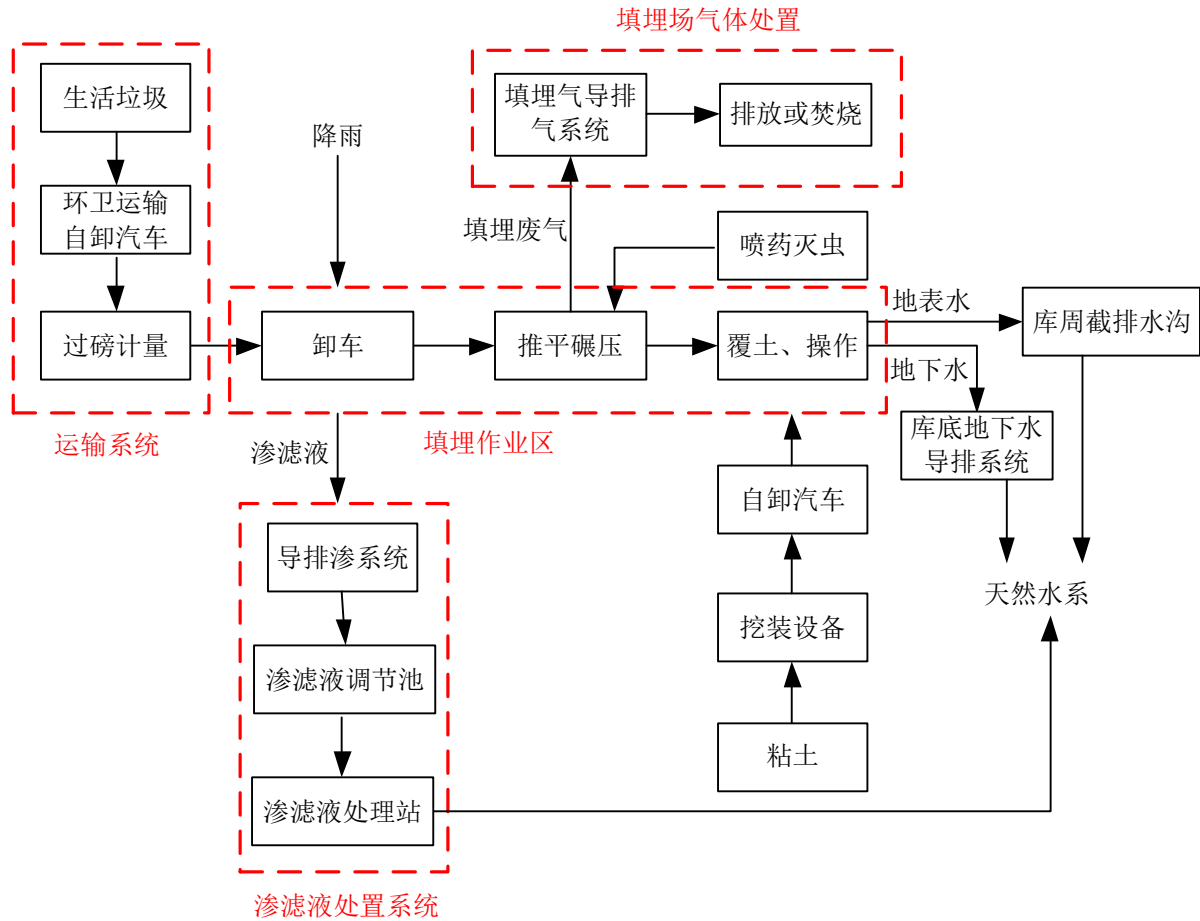 填埋场气体处置
生活垃圾
填埋气导排
气系统
排放或焚烧
降雨
环卫运输
自卸汽车
填埋废气
喷药灭虫
过磅计量
卸车
推平碾压
覆土、操作
地表水
库周截排水沟
地下水
运输系统
渗滤液
填埋作业区
库底地下水
导排系统
自卸汽车
导排渗系统
天然水系
挖装设备
渗滤液调节池
粘土
渗滤液处理站
渗滤液处置系统